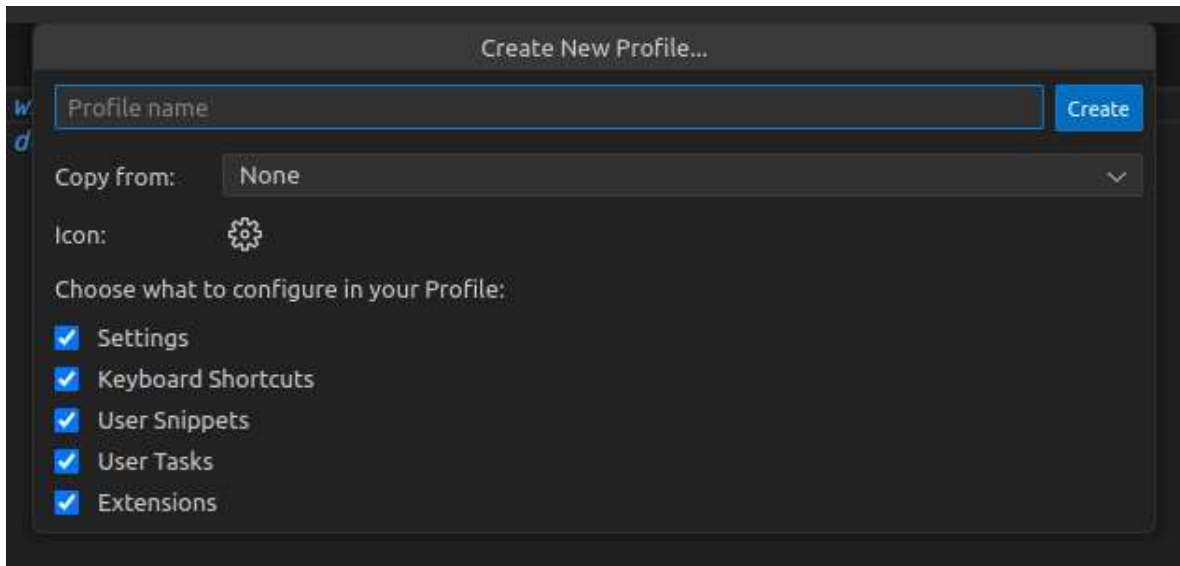 Create New Profile...
Profile name
Create
Copy from:
None
Icon:
Choose what to configure in your Profile:
Settings
Keyboard Shortcuts
User Snippets
User Tasks
Extensions